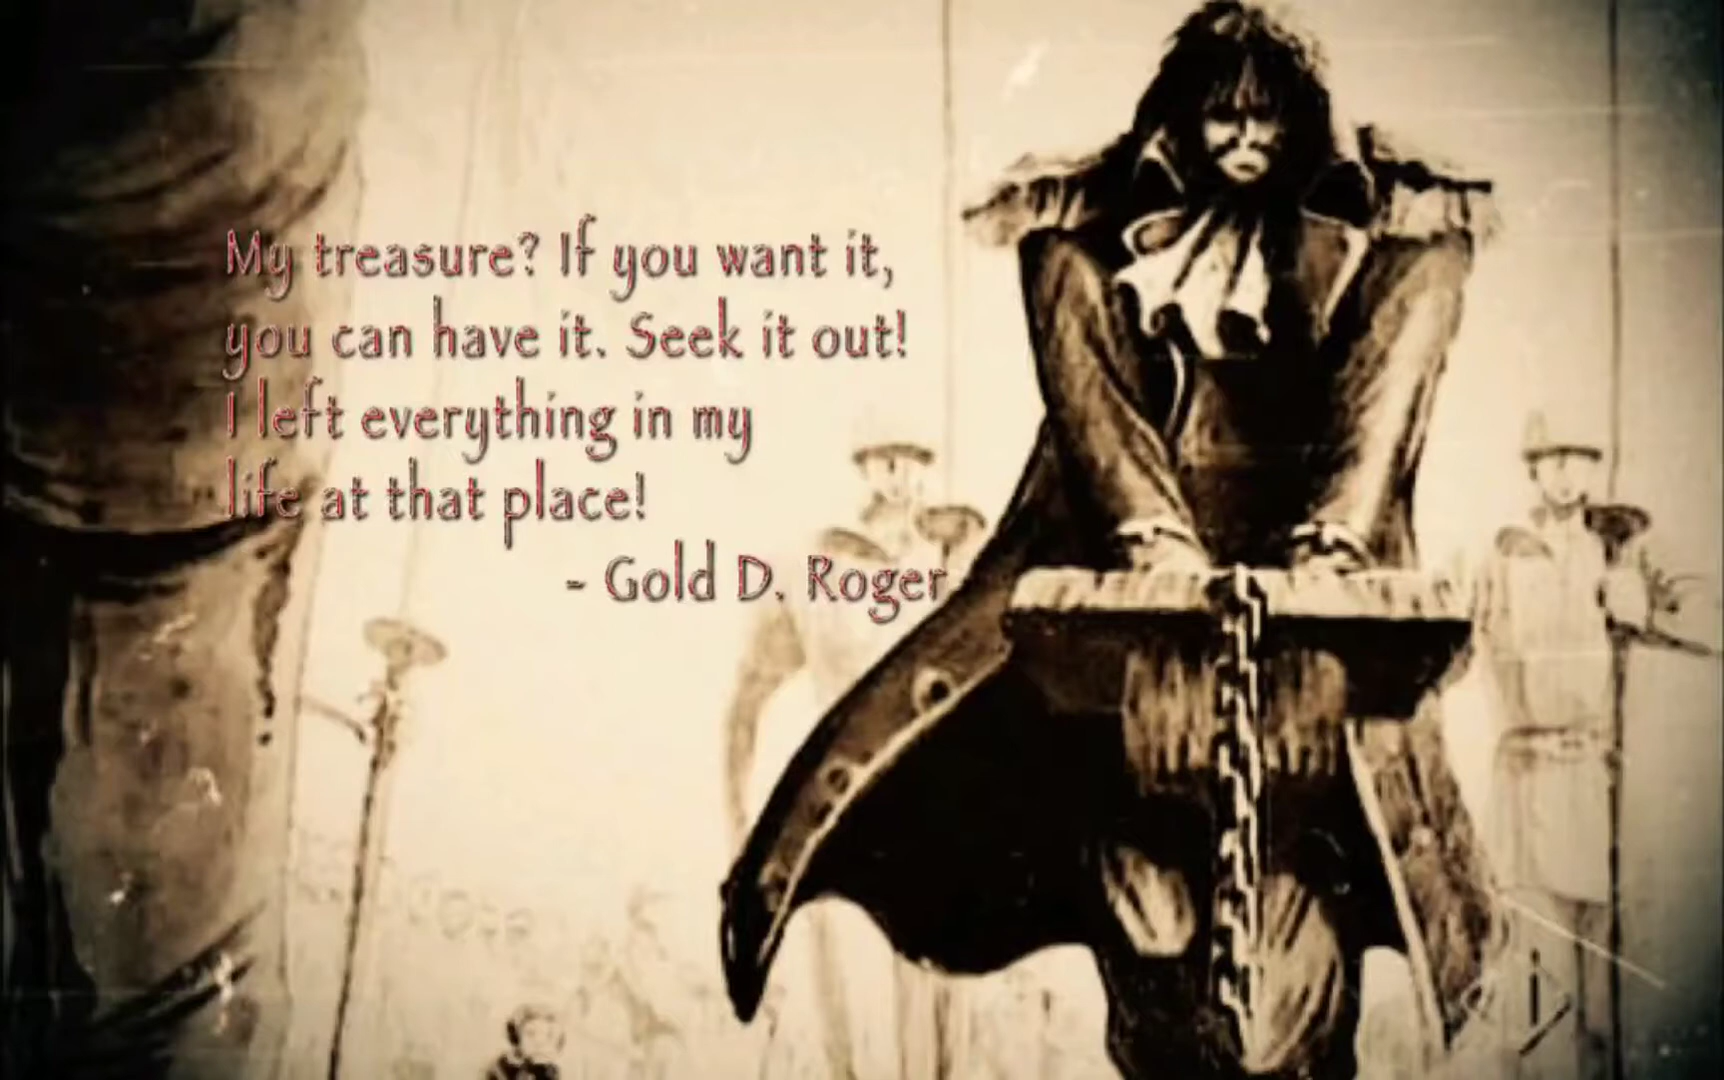 My treasure? If you want it,
you can have it. Seek it out!
I left everything in my
life at that place!
- Gold D. Roger